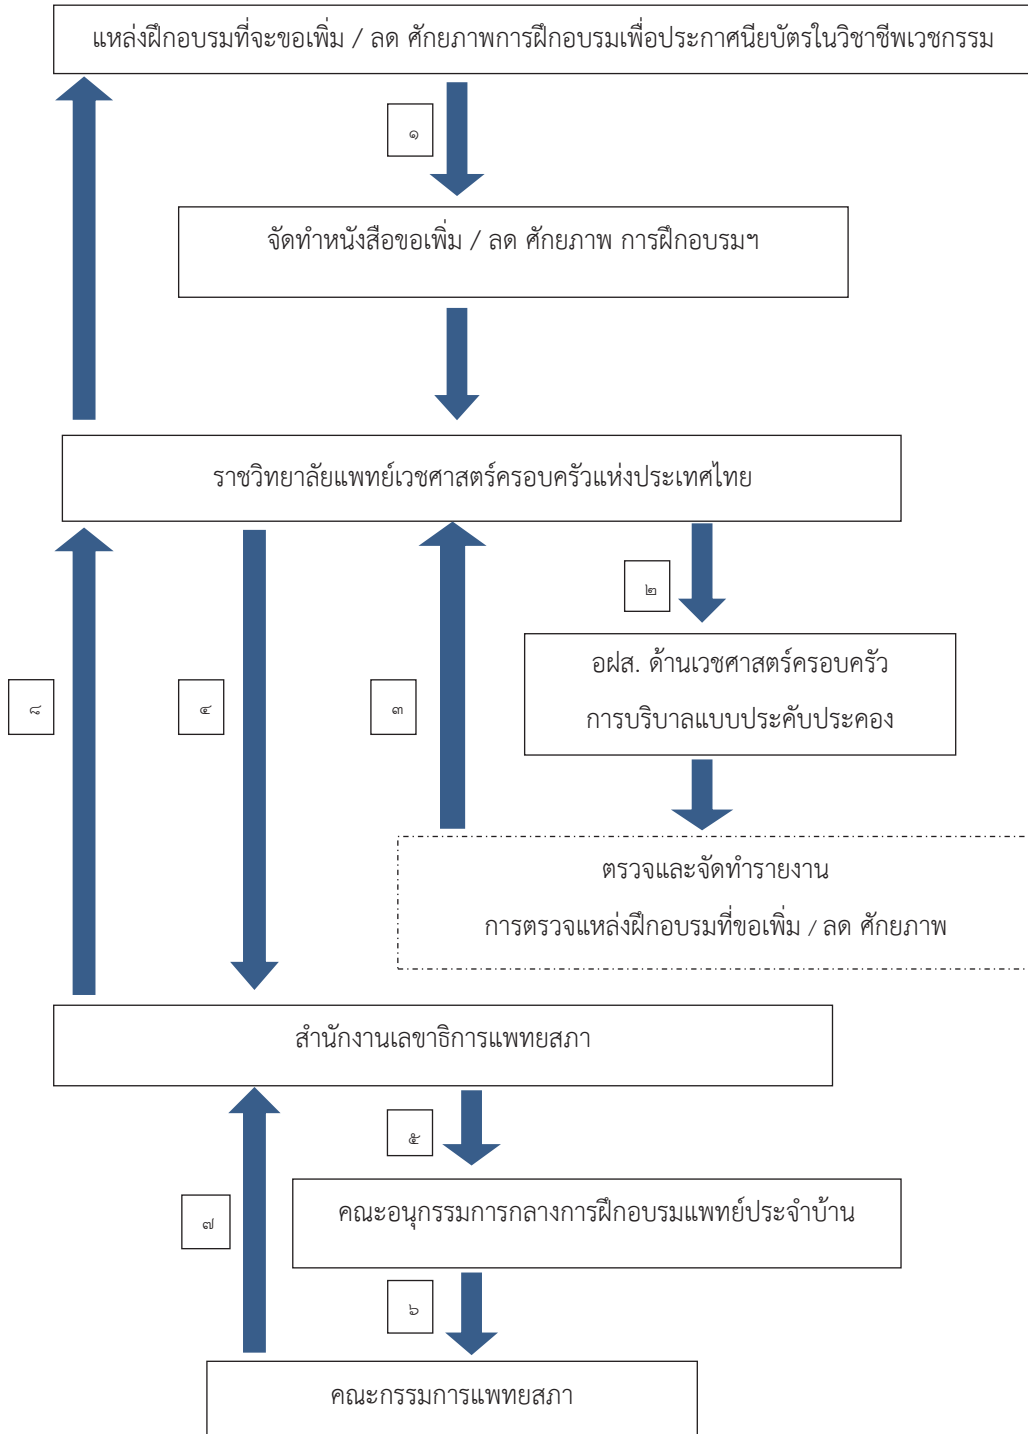 แหล่งฝึกอบรมที่จะขอเพิ่ม / ลด ศักยภาพการฝึกอบรมเพื่อประกาศนียบัตรในวิชาชีพเวชกรรม
๑
จัดทำหนังสือขอเพิ่ม / ลด ศักยภาพ การฝึกอบรมฯ
ราชวิทยาลัยแพทย์เวชศาสตร์ครอบครัวแห่งประเทศไทย
๒
อฝส. ด้านเวชศาสตร์ครอบครัว
การบริบาลแบบประคับประคอง
๘
๔
๓
ตรวจและจัดทำรายงาน
การตรวจแหล่งฝึกอบรมที่ขอเพิ่ม / ลด ศักยภาพ
สำนักงานเลขาธิการแพทยสภา
๕
๗
คณะอนุกรรมการกลางการฝึกอบรมแพทย์ประจำบ้าน
๖
คณะกรรมการแพทยสภา